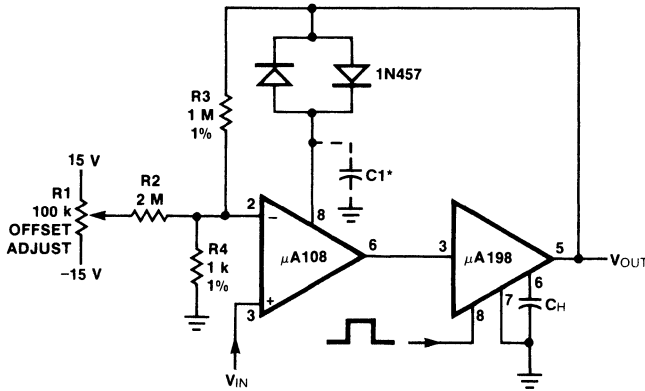 1N457
R3
1 M
1%
C1*
15 V
R1
100 k
OFFSET
ADJUST
−15 V
R2
2 M
R4
1 k
1%
2
−
8
μA108
6
+
3
VIN
3
μA198
5
VOUT
6
7
8
CH